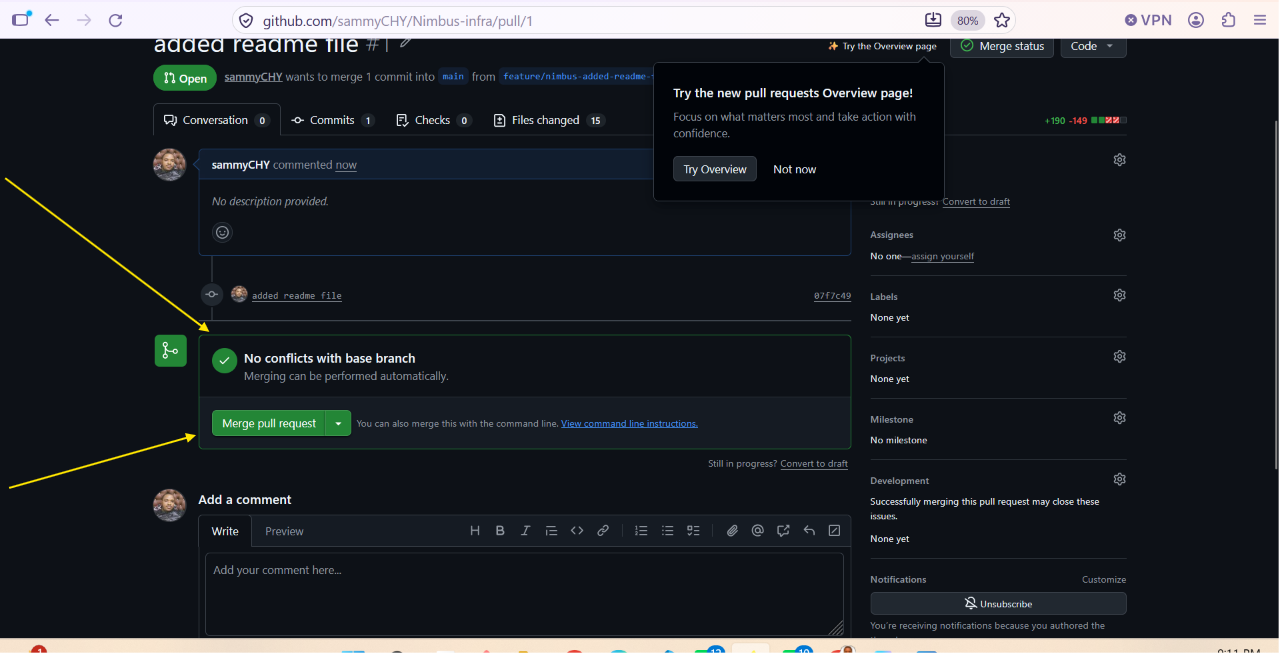 github.com/sammyCHY/Nimbus-infra/pull/1
80%
VPN
added readme file #1
Try the Overview page
Merge status
Code
Open
sammyCHY wants to merge 1 commit into main from feature/nimbus-added-readme-
Try the new pull requests Overview page!
Focus on what matters most and take action with
confidence.
Try Overview
Not now
Conversation 0
Commits 1
Checks 0
Files changed 15
+190 -149
sammyCHY commented now
No description provided.
Still in progress? Convert to draft
Assignees
No one—assign yourself
added readme file
07f7c49
Labels
None yet
No conflicts with base branch
Merging can be performed automatically.
Projects
None yet
Merge pull request
You can also merge this with the command line. View command line instructions.
Milestone
No milestone
Still in progress? Convert to draft
Development
Successfully merging this pull request may close these
issues.
None yet
Add a comment
Write
Preview
Add your comment here...
Notifications
Customize
Unsubscribe
You're receiving notifications because you authored the